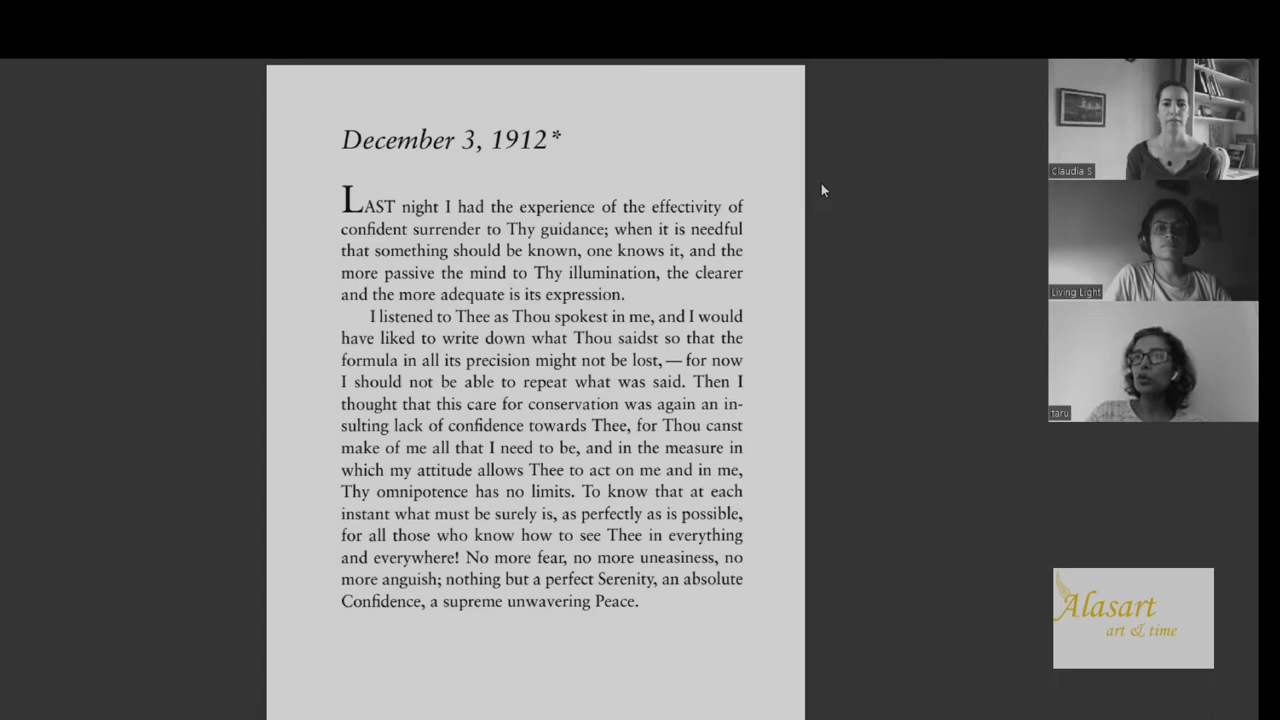 December 3, 1912*
LAST night I had the experience of the effectivity of
confident surrender to Thy guidance; when it is needful
that something should be known, one knows it, and the
more passive the mind to Thy illumination, the clearer
and the more adequate is its expression.
I listened to Thee as Thou spokest in me, and I would
have liked to write down what Thou saidst so that the
formula in all its precision might not be lost, — for now
I should not be able to repeat what was said. Then I
thought that this care for conservation was again an in-
sulting lack of confidence towards Thee, for Thou canst
make of me all that I need to be, and in the measure in
which my attitude allows Thee to act on me and in me,
Thy omnipotence has no limits. To know that at each
instant what must be surely is, as perfectly as is possible,
for all those who know how to see Thee in everything
and everywhere! No more fear, no more uneasiness, no
more anguish; nothing but a perfect Serenity, an absolute
Confidence, a supreme unwavering Peace.
Claudia S
Living Light
taru
Alasart
art & time